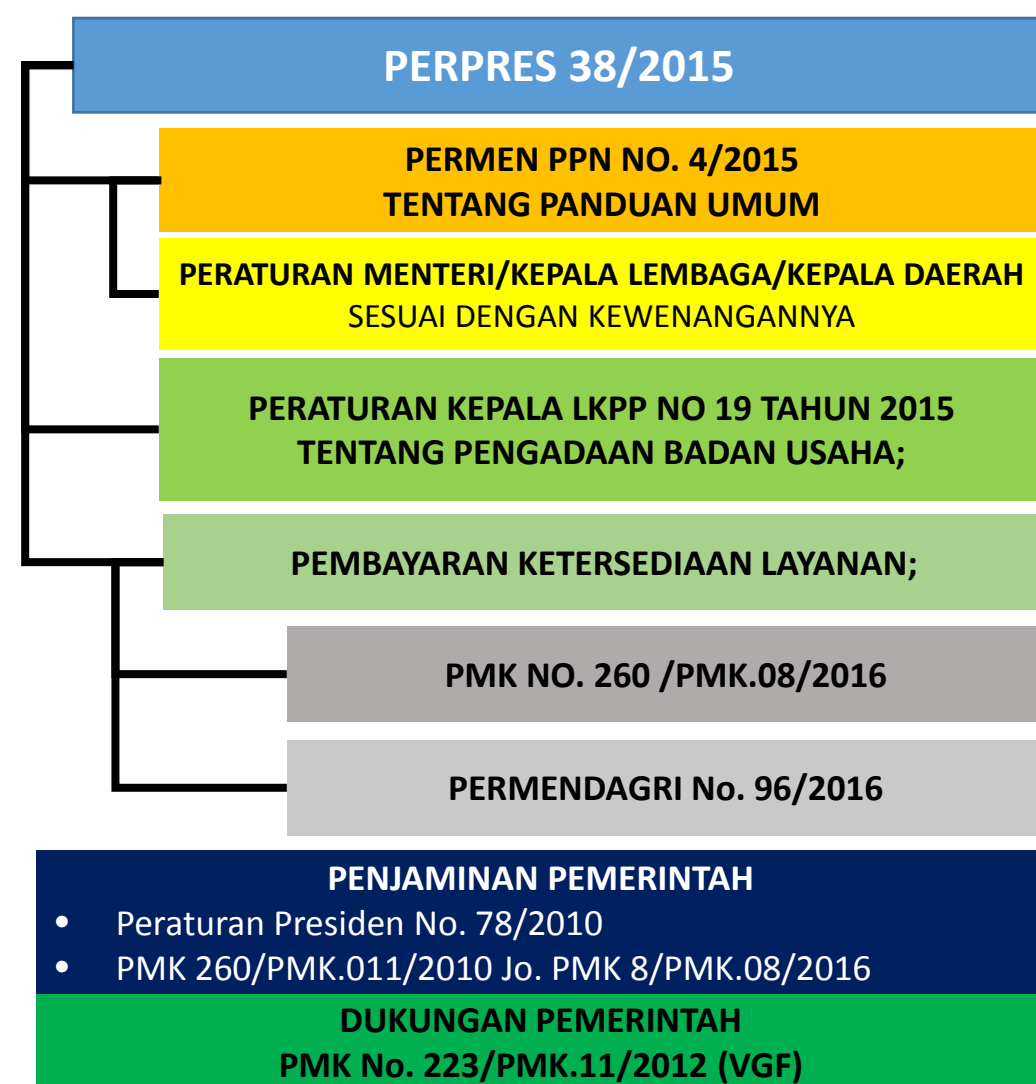 PERPRES 38/2015
PERMEN PPN NO. 4/2015
TENTANG PANDUAN UMUM
PERATURAN MENTERI/KEPALA LEMBAGA/KEPALA DAERAH
SESUAI DENGAN KEWENANGANNYA
PERATURAN KEPALA LKPP NO 19 TAHUN 2015
TENTANG PENGADAAN BADAN USAHA;
PEMBAYARAN KETERSEDIAAN LAYANAN;
PMK NO. 260 /PMK.08/2016
PERMENDAGRI No. 96/2016
PENJAMINAN PEMERINTAH
• Peraturan Presiden No. 78/2010
• PMK 260/PMK.011/2010 Jo. PMK 8/PMK.08/2016
DUKUNGAN PEMERINTAH
PMK No. 223/PMK.11/2012 (VGF)